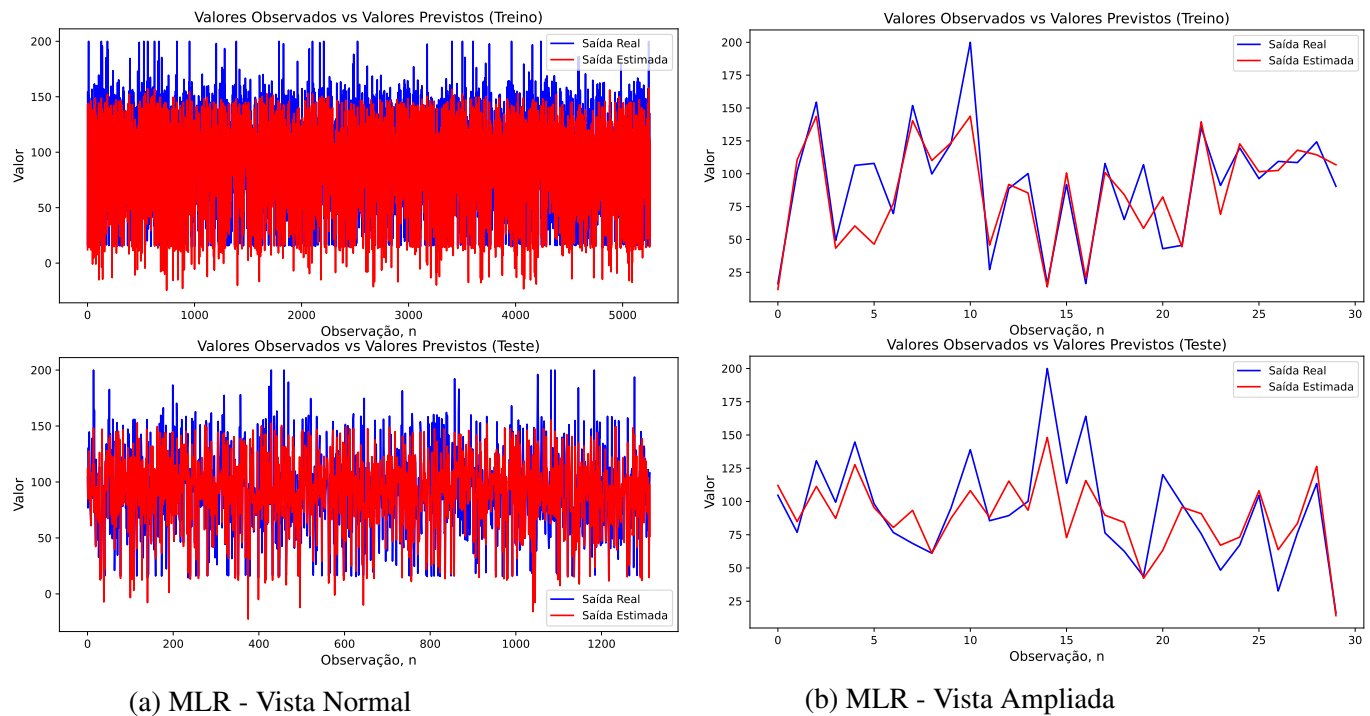 Valores Observados vs Valores Previstos (Treino)
Valor
200
150
100
50
0
Saída Real
Saída Estimada
0 1000 2000 3000 4000 5000
Observação, n
Valores Observados vs Valores Previstos (Teste)
Valor
200
150
100
50
0
Saída Real
Saída Estimada
0 200 400 600 800 1000 1200
Observação, n
(a) MLR - Vista Normal
Valores Observados vs Valores Previstos (Treino)
Valor
200
175
150
125
100
75
50
25
Saída Real
Saída Estimada
0 5 10 15 20 25 30
Observação, n
Valores Observados vs Valores Previstos (Teste)
Valor
200
175
150
125
100
75
50
25
Saída Real
Saída Estimada
0 5 10 15 20 25 30
Observação, n
(b) MLR - Vista Ampliada